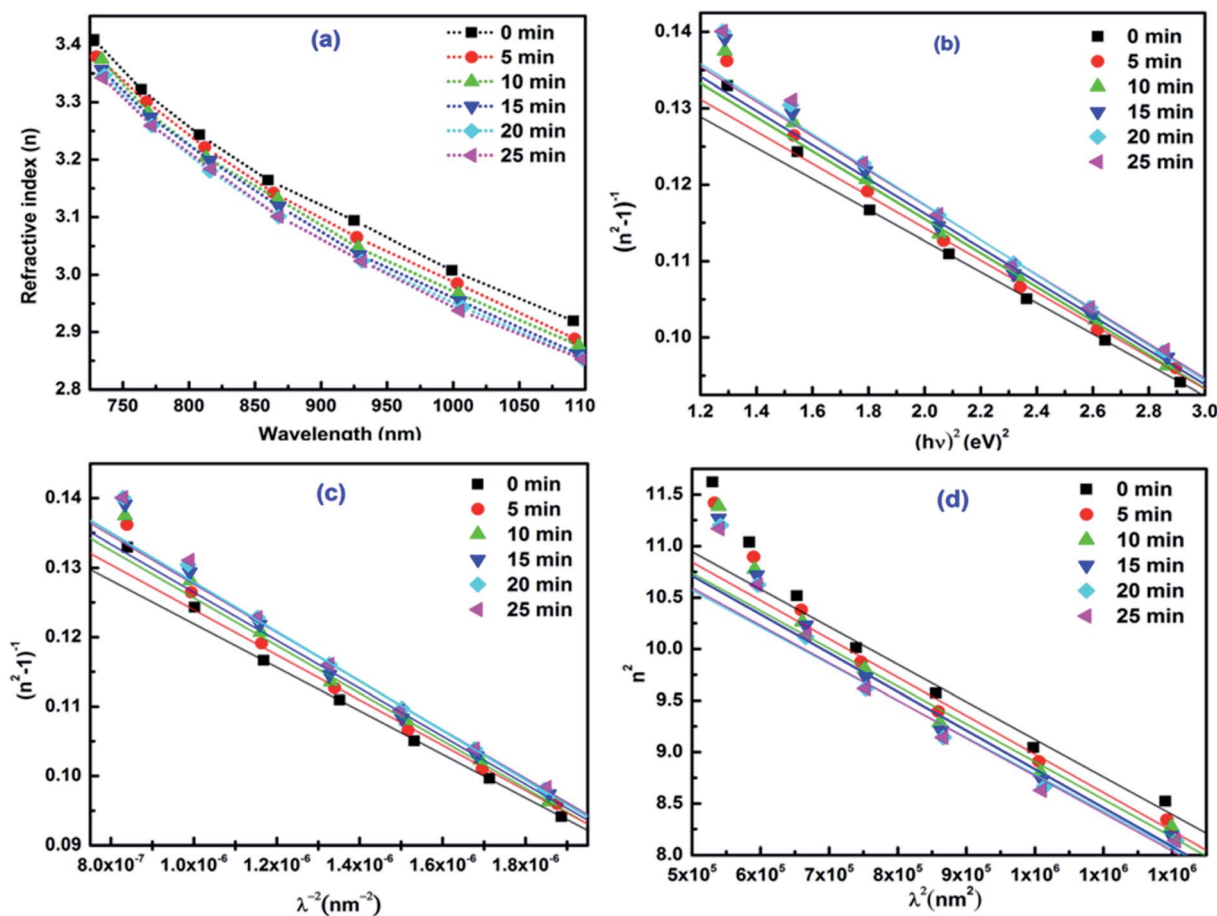 (a)
0 min
5 min
10 min
15 min
20 min
25 min
Refractive index (n)
3.4
3.3
3.2
3.1
3.0
2.9
2.8
750 800 850 900 950 1000 1050 110
Wavelength (nm)
(b)
0 min
5 min
10 min
15 min
20 min
25 min
(n²-1)⁻¹
0.14
0.13
0.12
0.11
0.10
1.2 1.4 1.6 1.8 2.0 2.2 2.4 2.6 2.8 3.0
(hν)² (eV)²
(c)
0 min
5 min
10 min
15 min
20 min
25 min
(n²-1)⁻¹
0.14
0.13
0.12
0.11
0.10
0.09
8.0x10⁻⁷ 1.0x10⁻⁶ 1.2x10⁻⁶ 1.4x10⁻⁶ 1.6x10⁻⁶ 1.8x10⁻⁶
λ⁻²(nm⁻²)
(d)
0 min
5 min
10 min
15 min
20 min
25 min
n²
11.5
11.0
10.5
10.0
9.5
9.0
8.5
8.0
5x10⁵ 6x10⁵ 7x10⁵ 8x10⁵ 9x10⁵ 1x10⁶ 1x10⁶ 1x10⁶
λ²(nm²)